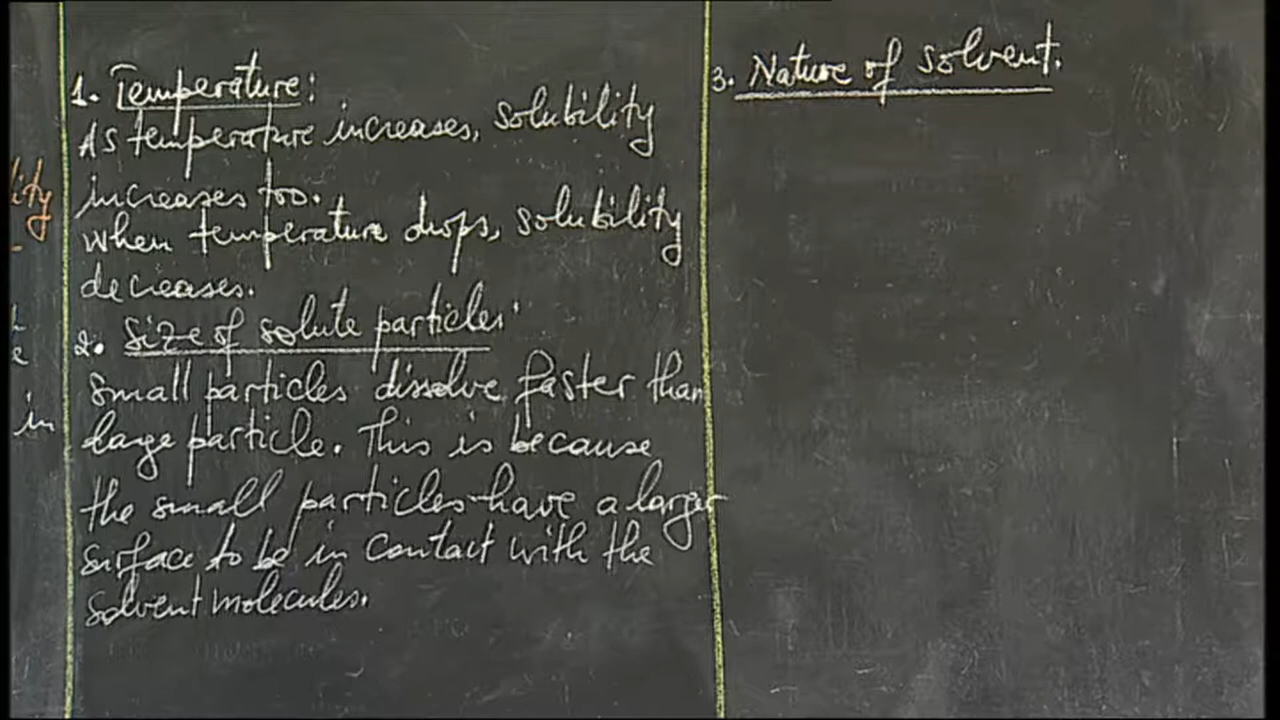 ity
in
1. Temperature:
As temperature increases, solubility
increases too.
When temperature drops, solubility
decreases.
2. Size of solute particles:
Small particles dissolve faster than
large particle. This is because
the small particles have a larger
surface to be in contact with the
solvent molecules.
3. Nature of solvent.